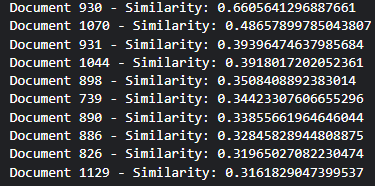 Document 930 - Similarity: 0.6605641296887661
Document 1070 - Similarity: 0.48657899785043807
Document 931 - Similarity: 0.39396474637985684
Document 1044 - Similarity: 0.3918017202052361
Document 898 - Similarity: 0.3508408892383014
Document 739 - Similarity: 0.34423307606655296
Document 890 - Similarity: 0.33855661964646044
Document 886 - Similarity: 0.32845828944808875
Document 826 - Similarity: 0.31965027082230474
Document 1129 - Similarity: 0.3161829047399537